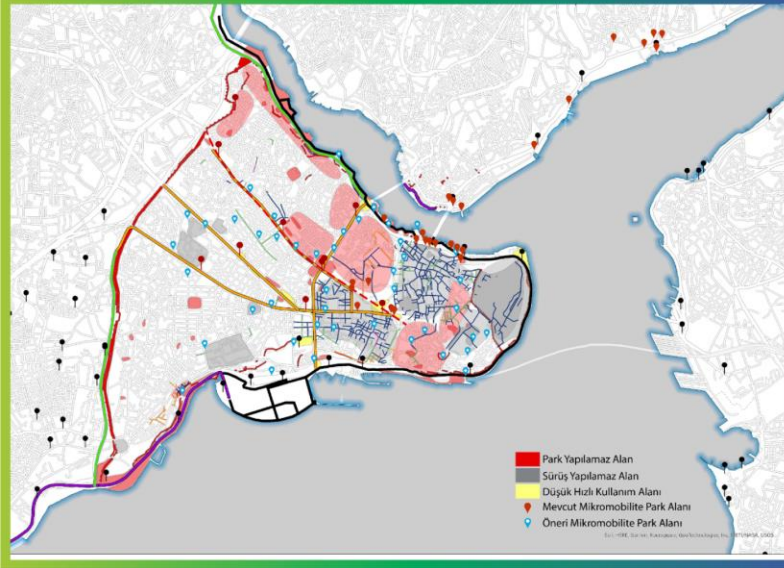 Park Yapılamaz Alan
Sürüş Yapılamaz Alan
Düşük Hızlı Kullanım Alanı
Mevcut Mikromobilite Park Alanı
Öneri Mikromobilite Park Alanı